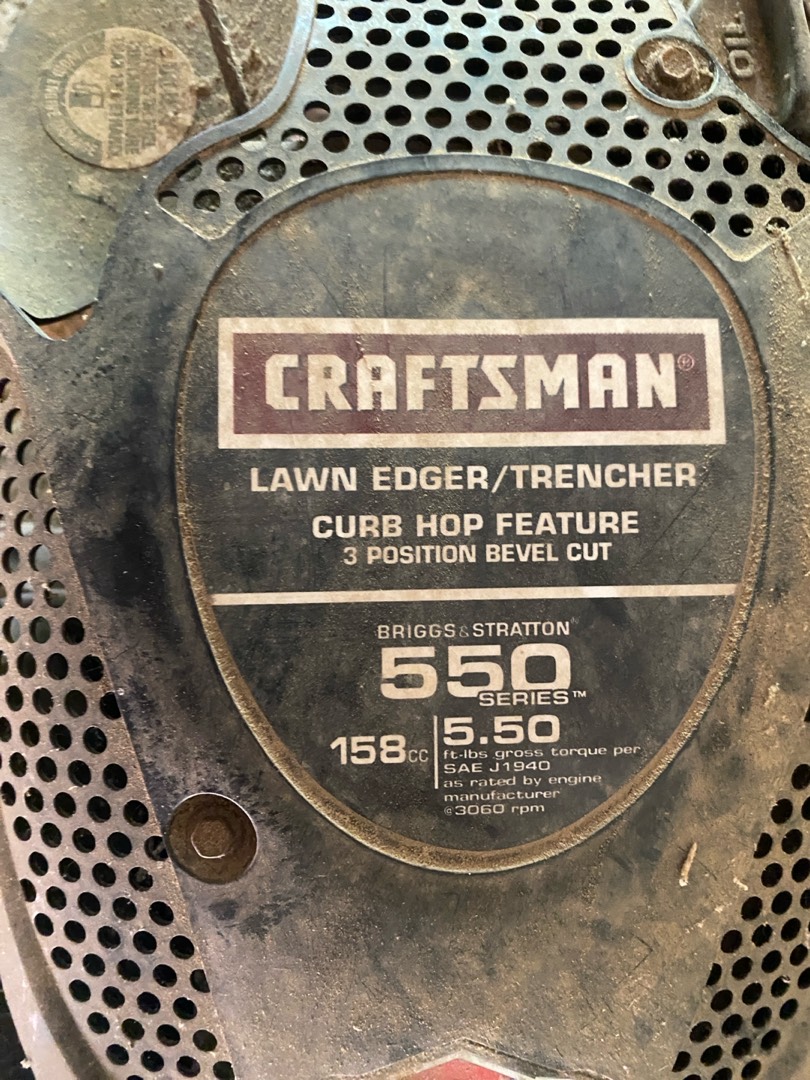 OIL
CRAFTSMAN®
LAWN EDGER/TRENCHER
CURB HOP FEATURE
3 POSITION BEVEL CUT
BRIGGS&STRATTON
550
SERIES™
158cc
5.50
ft-lbs gross torque per
SAE J1940
as rated by engine
manufacturer
@3060 rpm